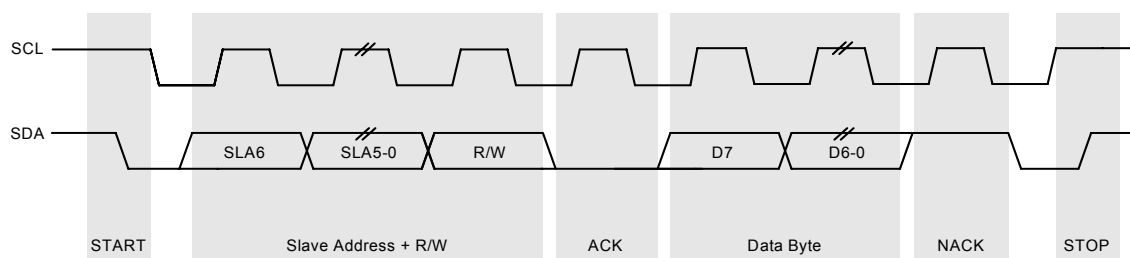 SCL
SDA
SLA6 SLA5-0 R/W D7 D6-0
START Slave Address + R/W ACK Data Byte NACK STOP